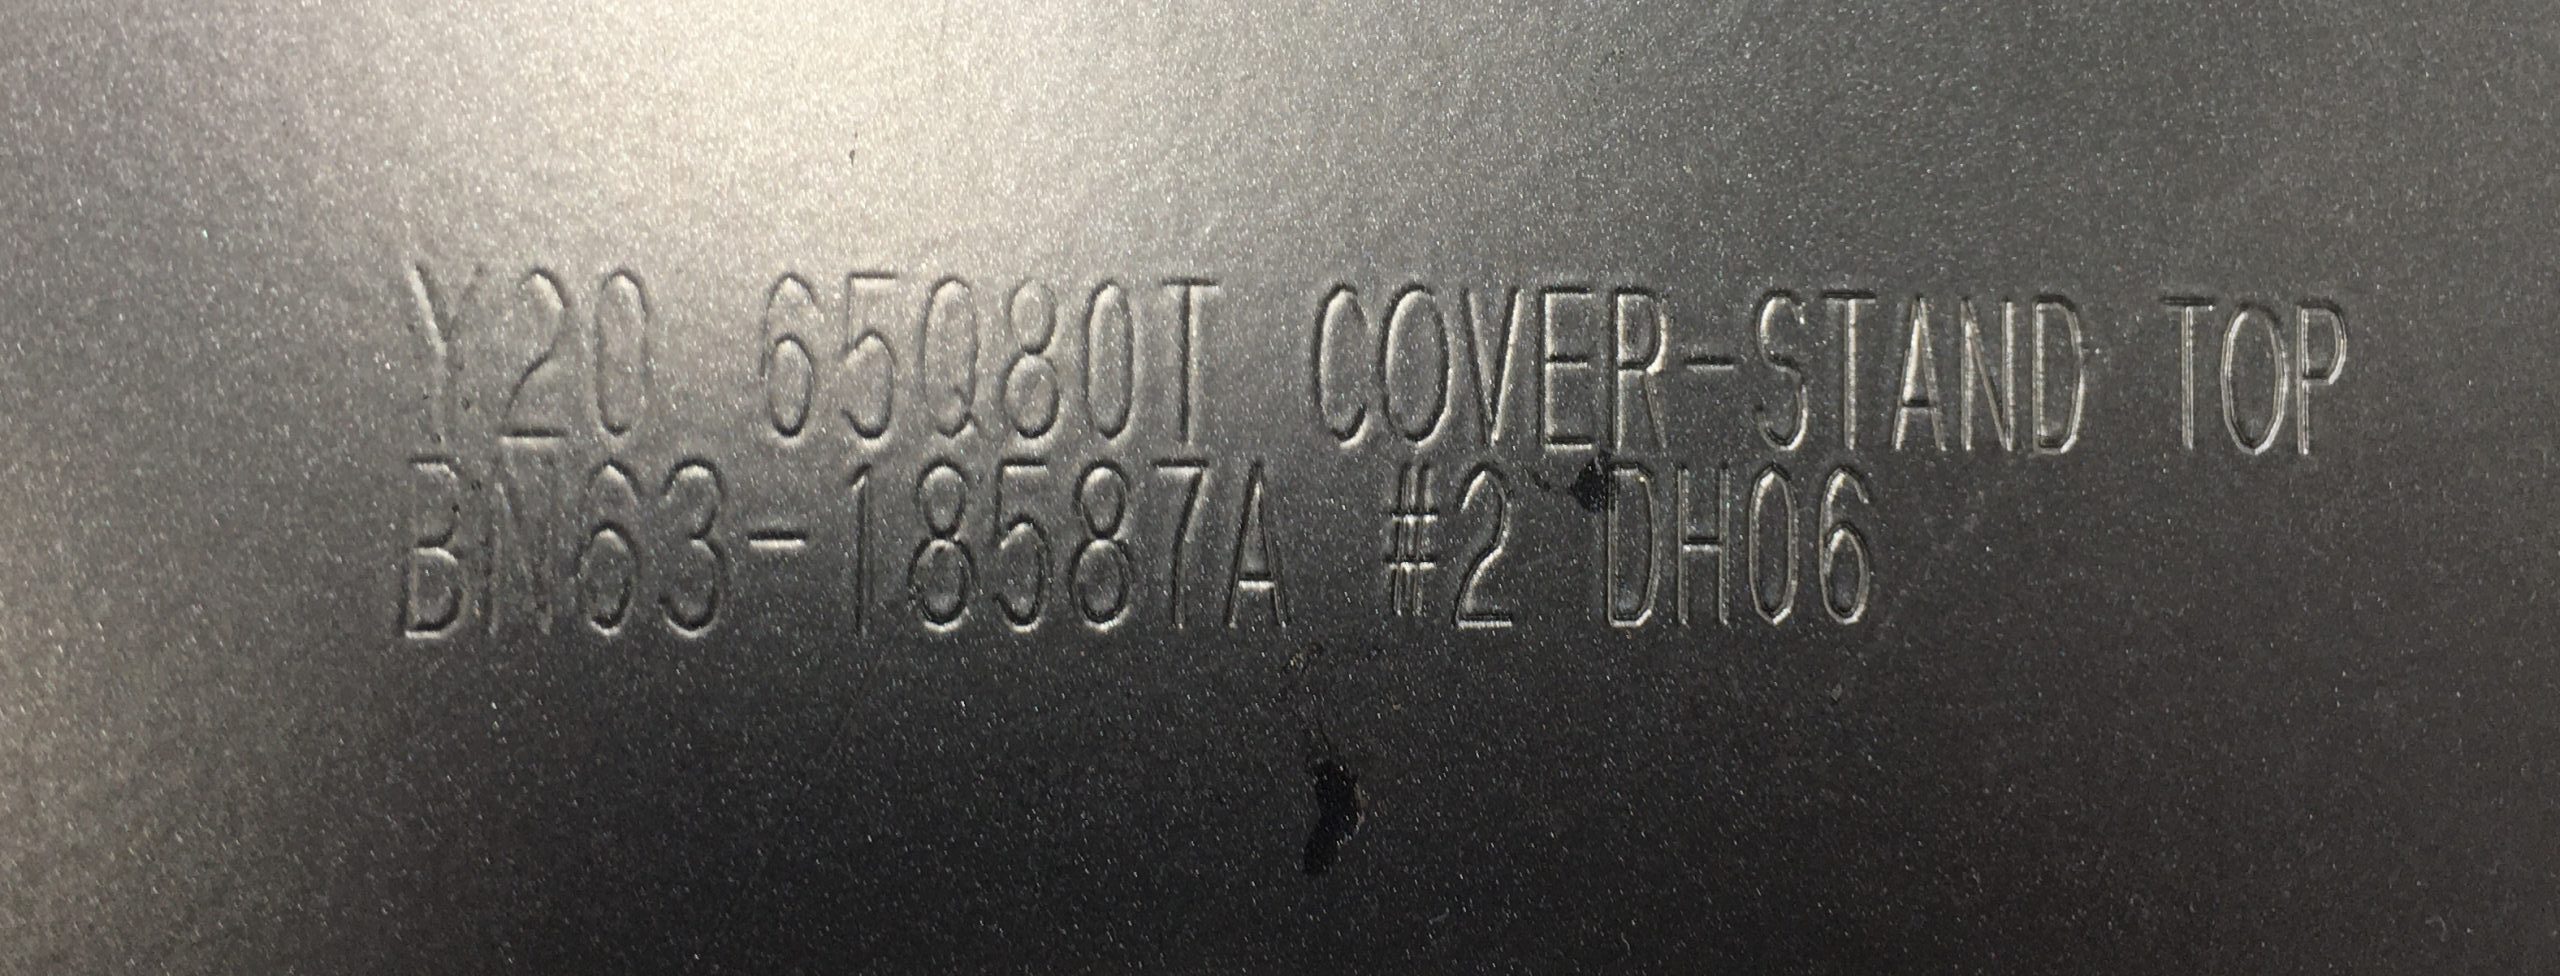 Y20 65Q80T COVER-STAND TOP
BN63-18587A #2 DH06